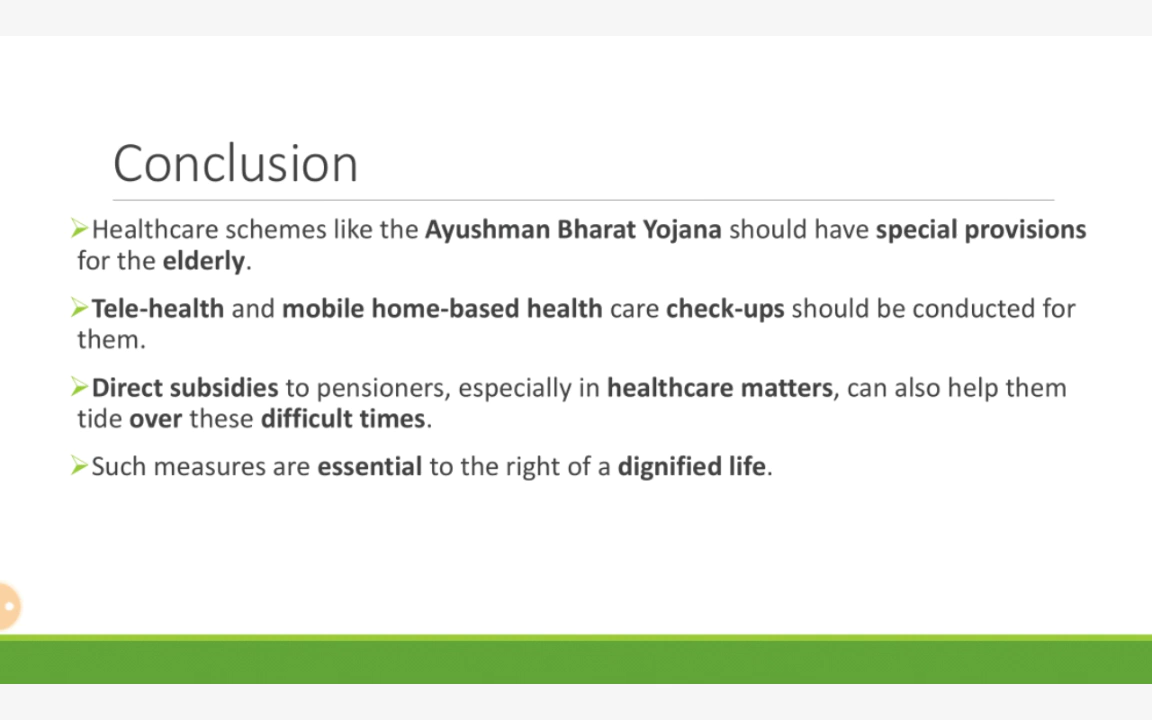 Conclusion
➢Healthcare schemes like the Ayushman Bharat Yojana should have special provisions
for the elderly.
➢Tele-health and mobile home-based health care check-ups should be conducted for
them.
➢Direct subsidies to pensioners, especially in healthcare matters, can also help them
tide over these difficult times.
➢Such measures are essential to the right of a dignified life.